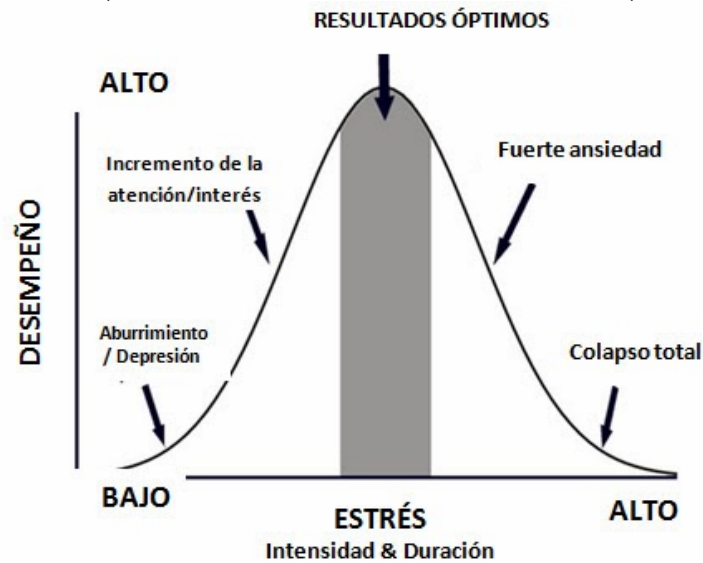 RESULTADOS ÓPTIMOS
ALTO
Incremento de la
atención/interés
Fuerte ansiedad
DESEMPEÑO
Aburrimiento
/ Depresión
Colapso total
BAJO
ESTRÉS
ALTO
Intensidad & Duración